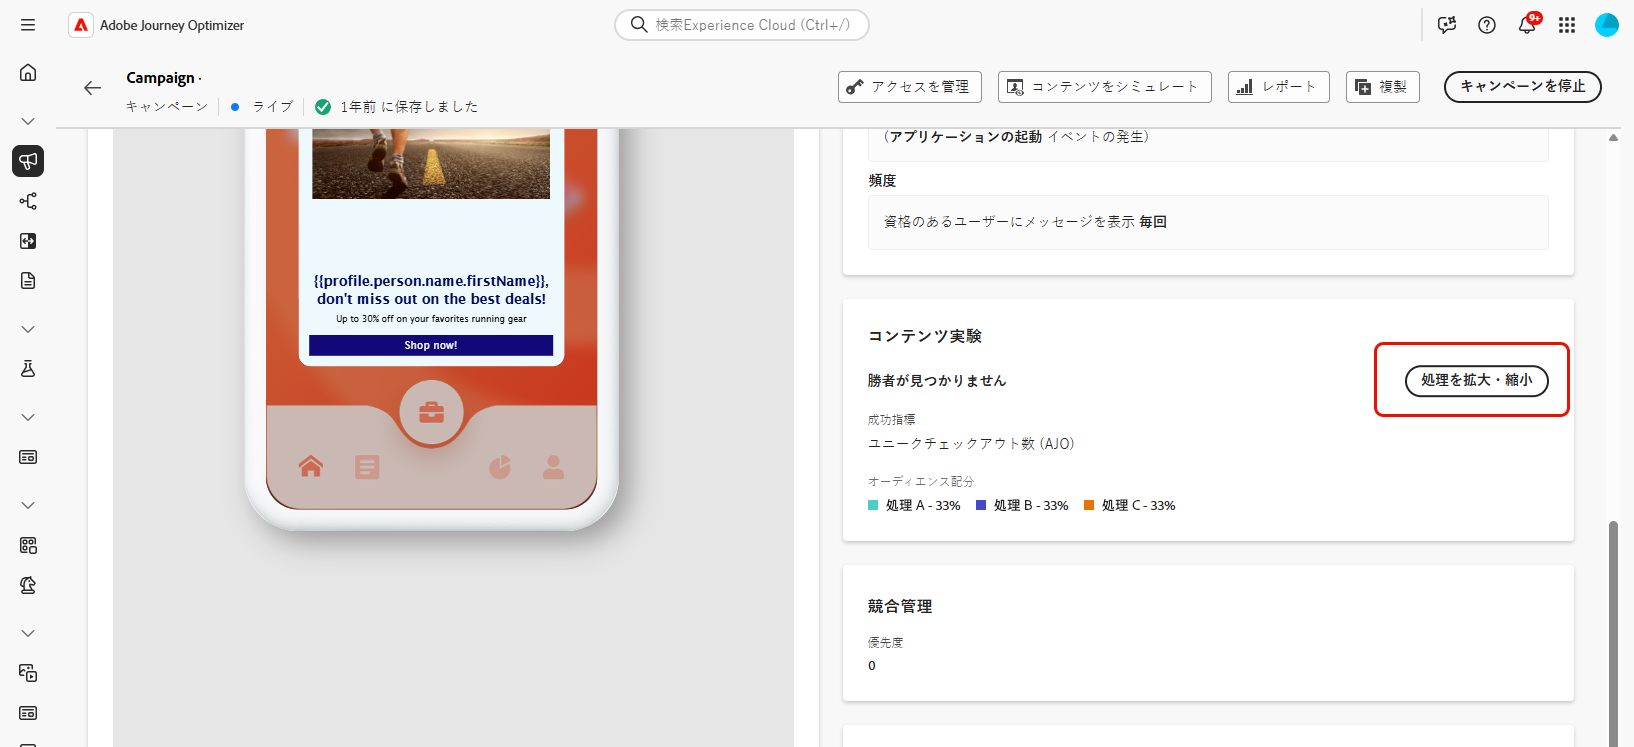 Adobe Journey Optimizer
検索Experience Cloud (Ctrl+/)
9+
Campaign ·
キャンペーン
ライブ
1年前 に保存しました
アクセスを管理
コンテンツをシミュレート
レポート
複製
キャンペーンを停止
{{profile.person.name.firstName}},
don't miss out on the best deals!
Up to 30% off on your favorites running gear
Shop now!
（アプリケーションの起動 イベントの発生）
頻度
資格のあるユーザーにメッセージを表示 毎回
コンテンツ実験
勝者が見つかりません
処理を拡大・縮小
成功指標
ユニークチェックアウト数 (AJO)
オーディエンス配分
処理 A - 33%
処理 B - 33%
処理 C - 33%
競合管理
優先度
0